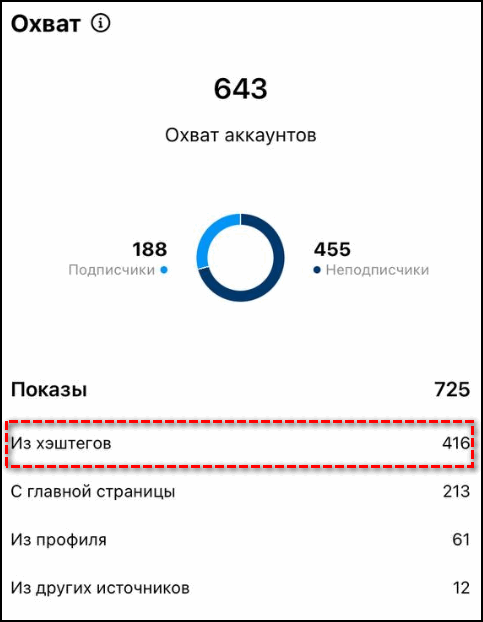 Охват
643
Охват аккаунтов
188 455
Подписчики Неподписчики
Показы 725
Из хэштегов 416
С главной страницы 213
Из профиля 61
Из других источников 12